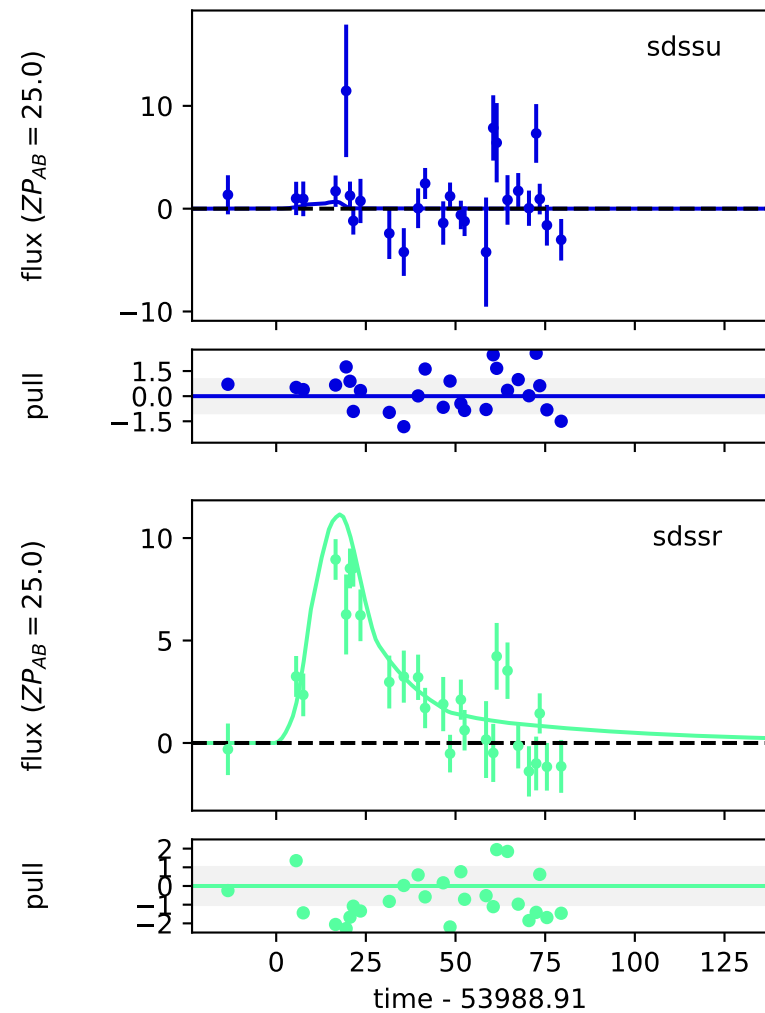 sdssu
flux (ZP_AB = 25.0)
10
0
−10
pull
1.5
0.0
−1.5
sdssr
flux (ZP_AB = 25.0)
10
5
0
pull
2
1
0
−1
−2
0 25 50 75 100 125
time - 53988.91